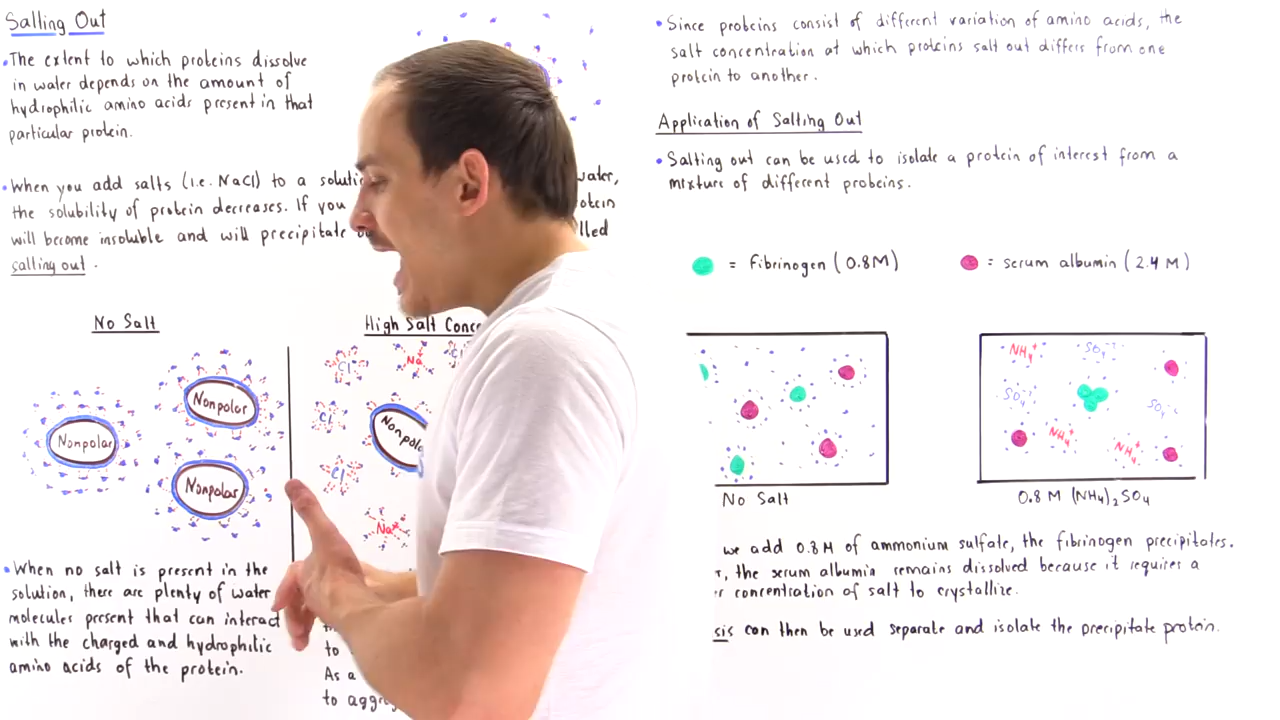 Salting Out
The extent to which proteins dissolve
in water depends on the amount of
hydrophilic amino acids present in that
particular protein.
When you add salts (i.e. NaCl) to a water,
the solubility of protein decreases. If you
will become insoluble and will precipitate
salting out.
No Salt
High Salt
Nonpolar
Nonpolar
Nonpolar
Cl⁻
Na⁺
Cl
Cl⁻
Cl⁻
Na⁺
When no salt is present in the
solution, there are plenty of water
molecules present that can interact
with the charged and hydrophilic
amino acids of the protein.
to
As a
to
Since proteins consist of different variation of amino acids, the
salt concentration at which proteins salt out differs from one
protein to another.
Application of Salting Out
Salting out can be used to isolate a protein of interest from a
mixture of different proteins.
= fibrinogen (0.8M)
= serum albumin (2.4 M)
NH₄⁺
SO₄²⁻
SO₄²⁻
SO₄²⁻
NH₄⁺
NH₄⁺
No Salt
0.8 M (NH₄)₂SO₄
we add 0.8M of ammonium sulfate, the fibrinogen precipitates.
, the serum albumin remains dissolved because it requires a
concentration of salt to crystallize.
can then be used separate and isolate the precipitate protein.